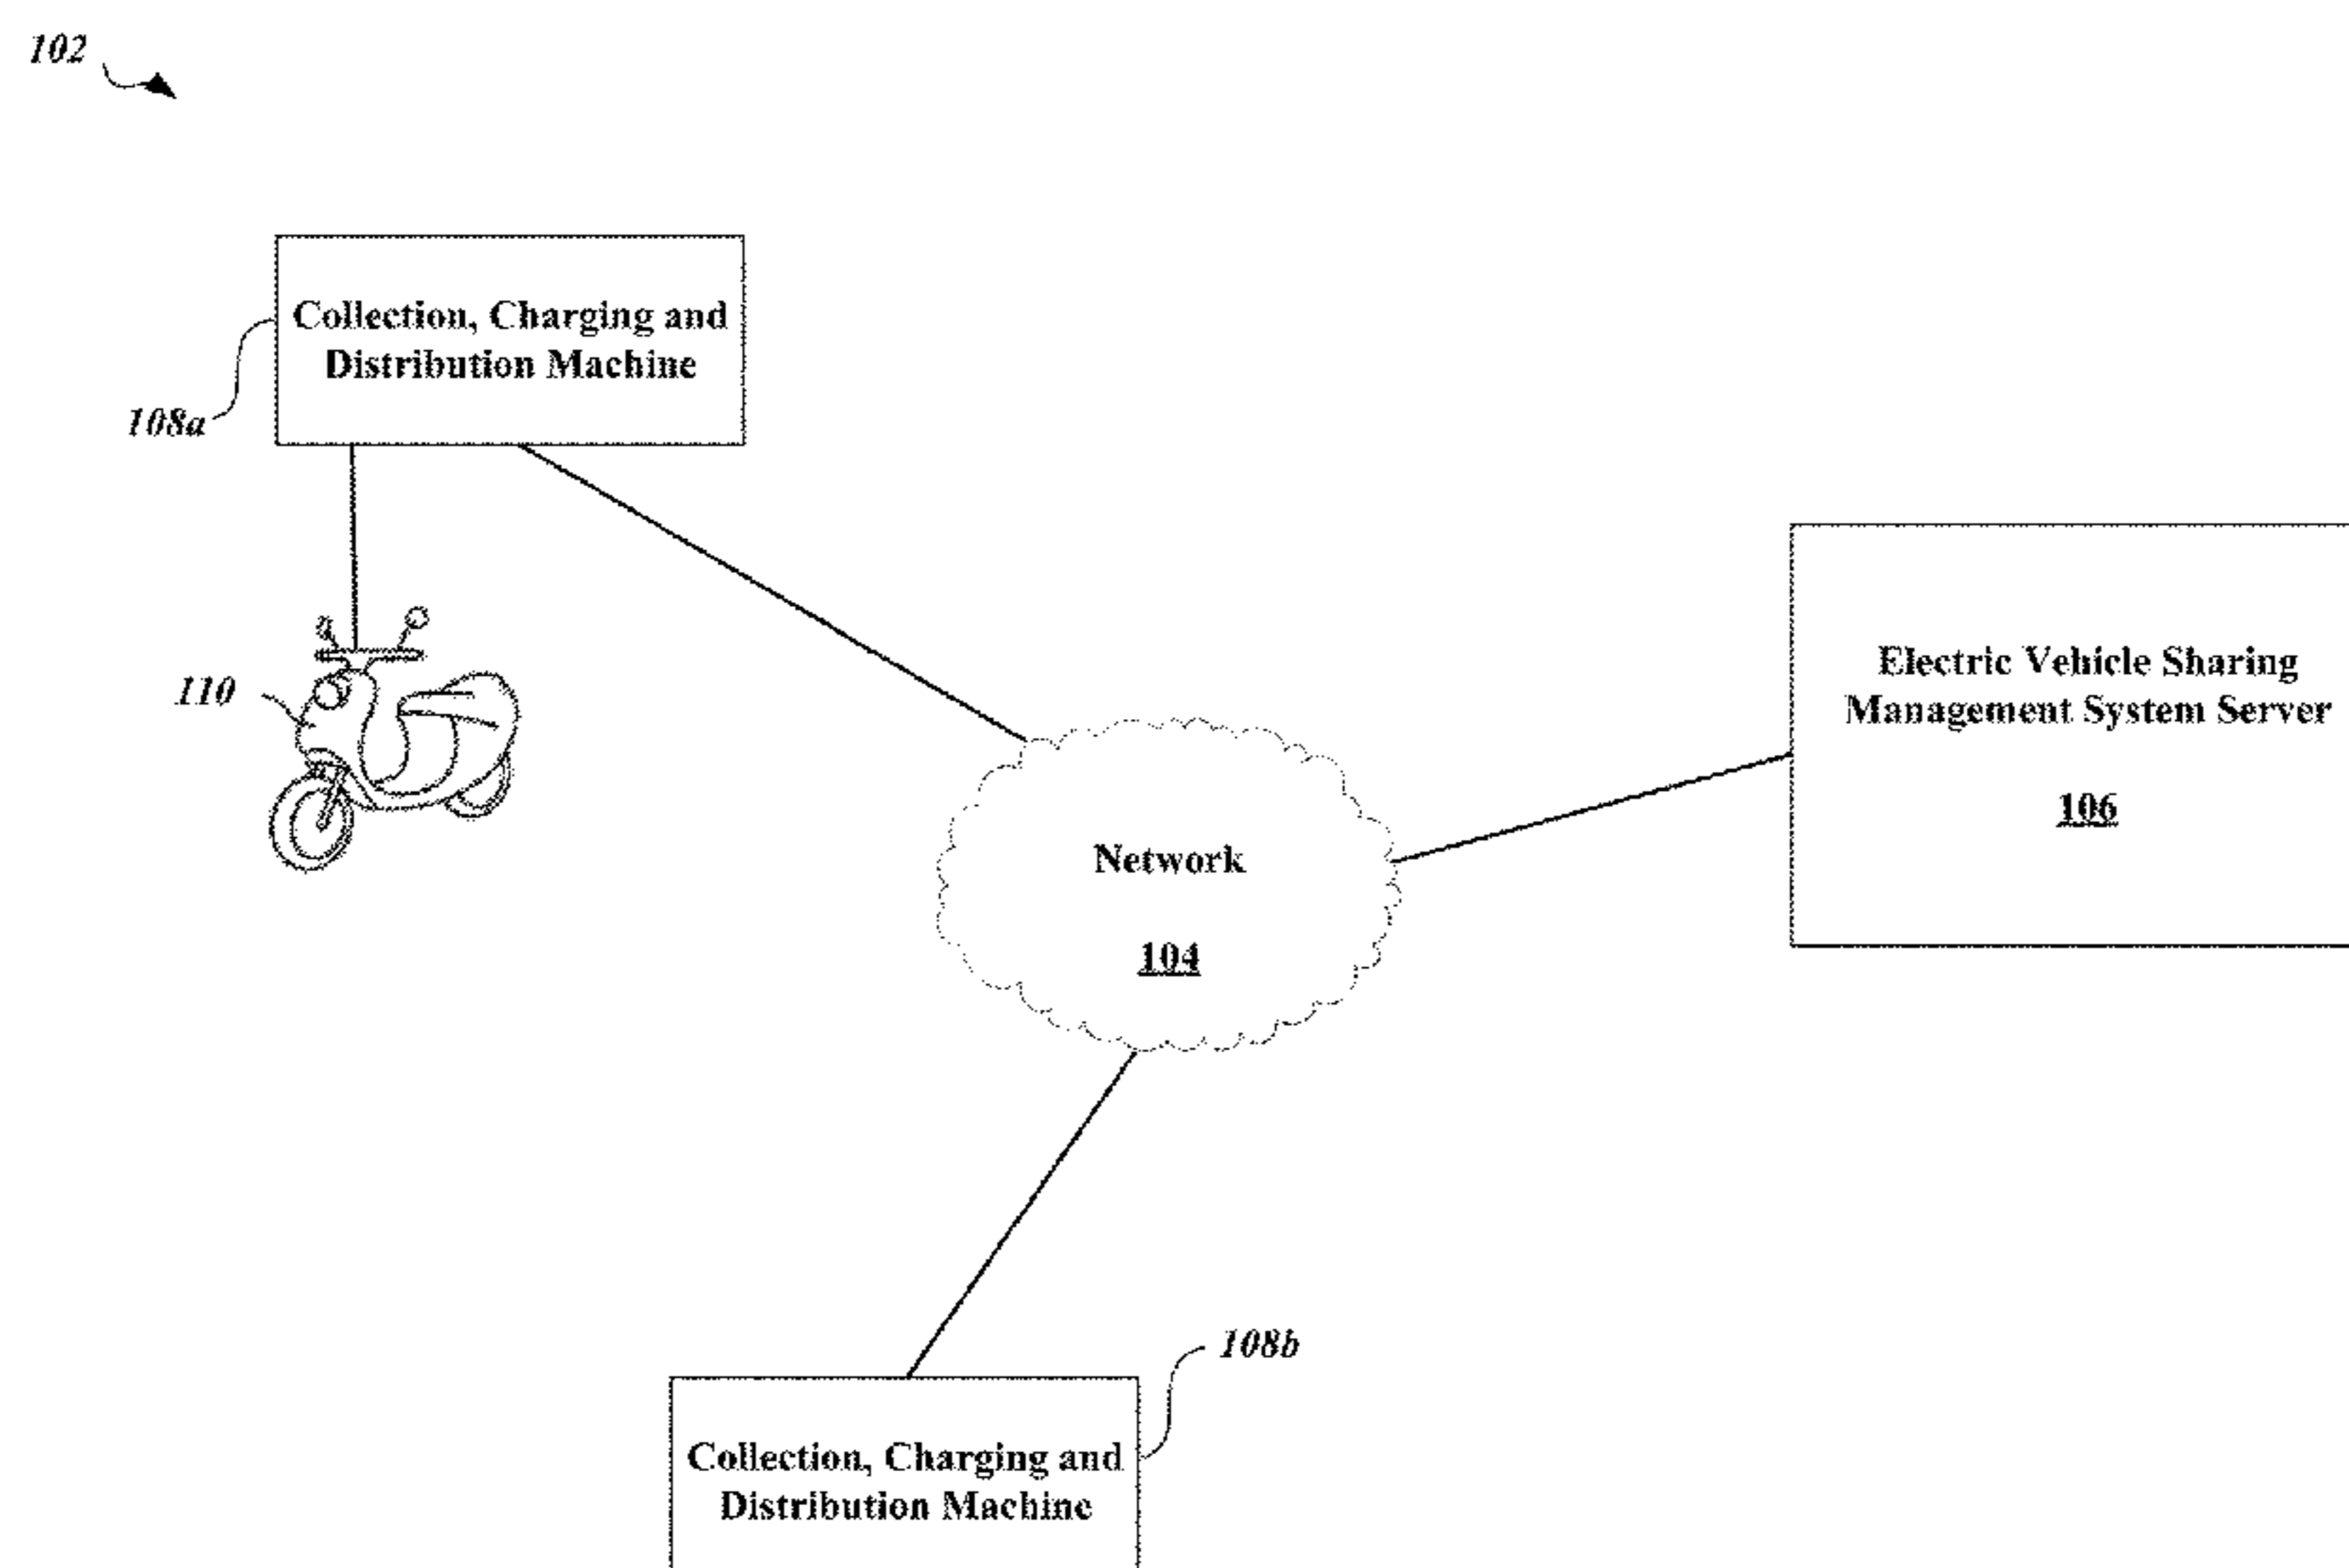 102
Collection, Charging and
Distribution Machine
108a
110
Electric Vehicle Sharing
Management System Server
106
Network
104
108b
Collection, Charging and
Distribution Machine